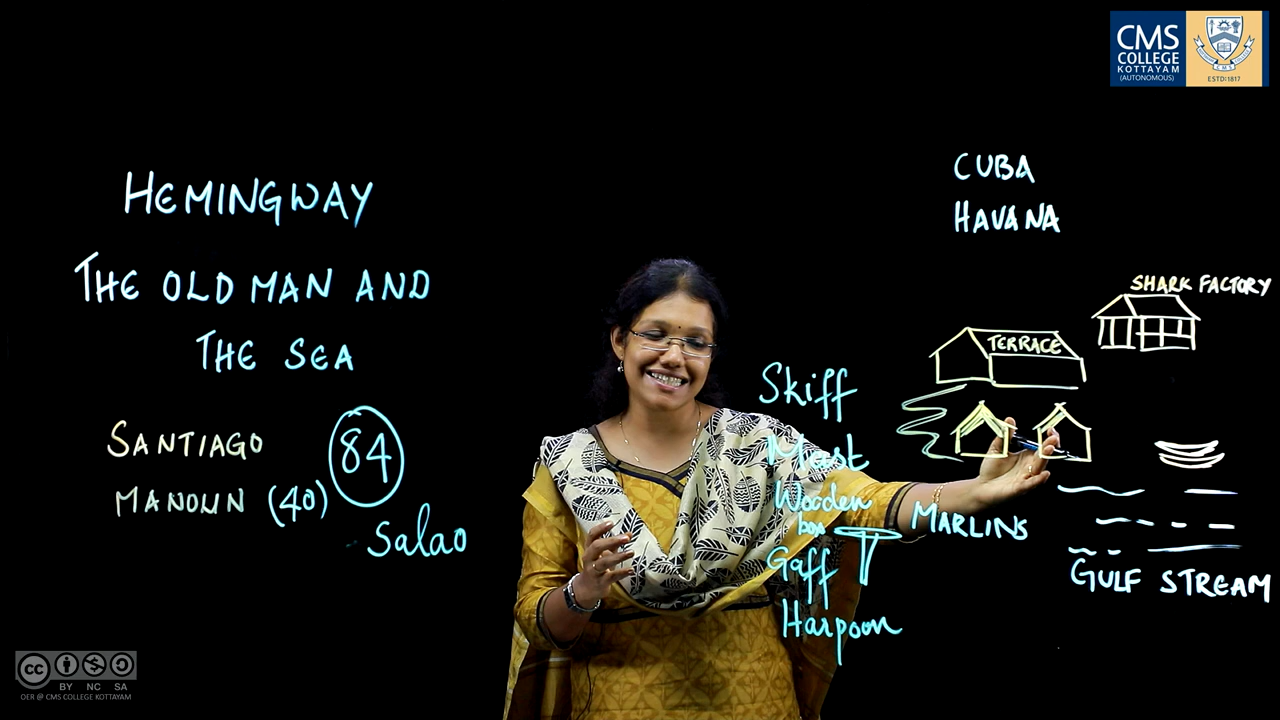 CMS
COLLEGE
KOTTAYAM
(AUTONOMOUS)
CMS
ESTD:1817
HEMINGWAY
THE OLD MAN AND
THE SEA
SANTIAGO
MANOLIN (40)
84
Salao
CUBA
HAVANA
SHARK FACTORY
TERRACE
Skiff
Mast
Wooden
box
Gaff
Harpoon
MARLINS
GULF STREAM
cc
BY NC SA
OER @ CMS COLLEGE KOTTAYAM